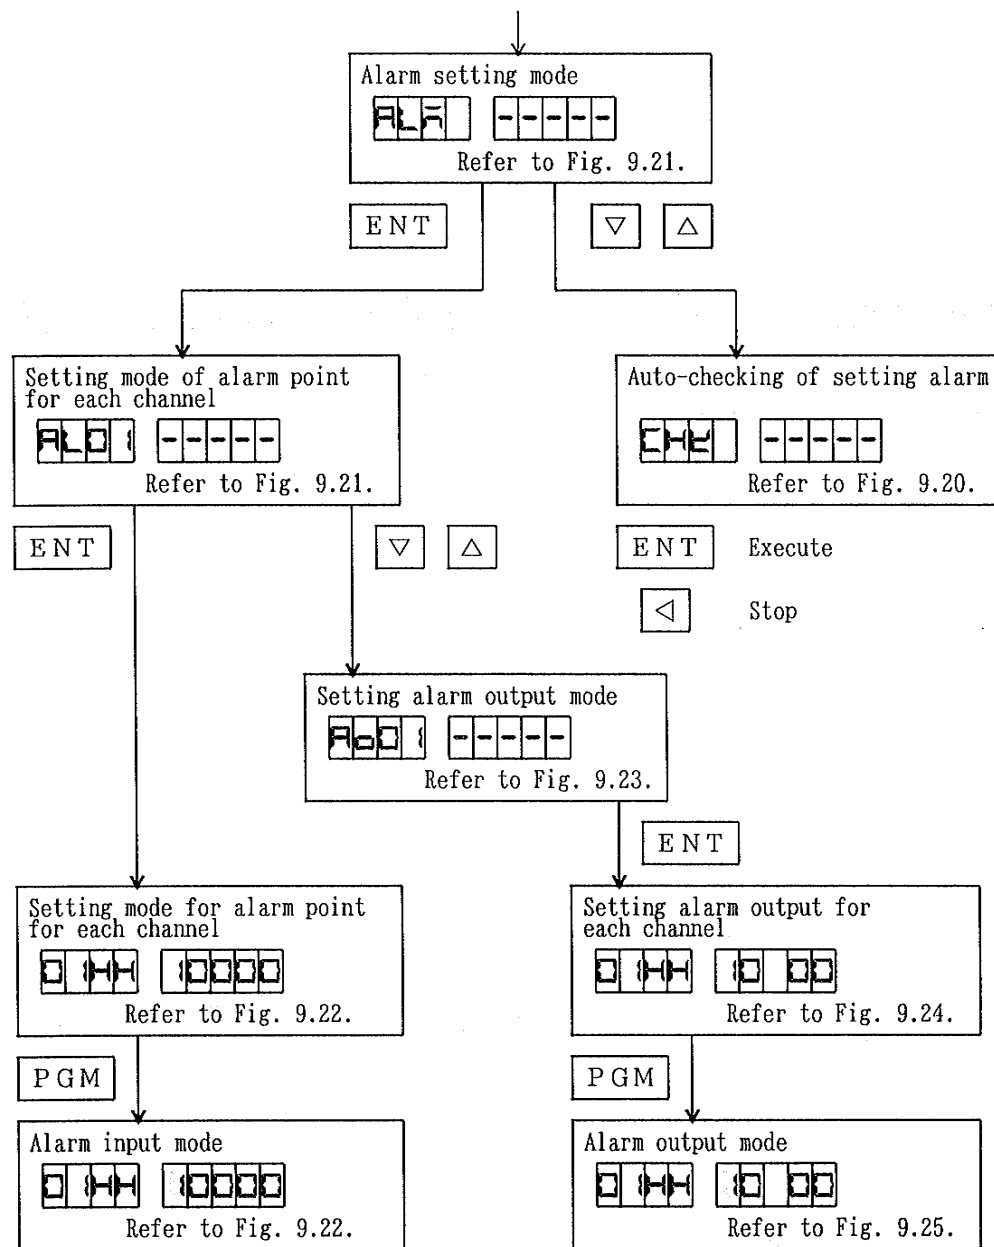 Alarm setting mode
ALM -----
Refer to Fig. 9.21.
ENT ▽ △
Setting mode of alarm point
for each channel
AL01 -----
Refer to Fig. 9.21.
Auto-checking of setting alarm
CHK -----
Refer to Fig. 9.20.
ENT ▽ △
ENT Execute
◁ Stop
Setting alarm output mode
Ao01 -----
Refer to Fig. 9.23.
ENT
Setting mode for alarm point
for each channel
01HH 10000
Refer to Fig. 9.22.
Setting alarm output for
each channel
01HH 10 00
Refer to Fig. 9.24.
PGM
PGM
Alarm input mode
01HH 10000
Refer to Fig. 9.22.
Alarm output mode
01HH 10 00
Refer to Fig. 9.25.